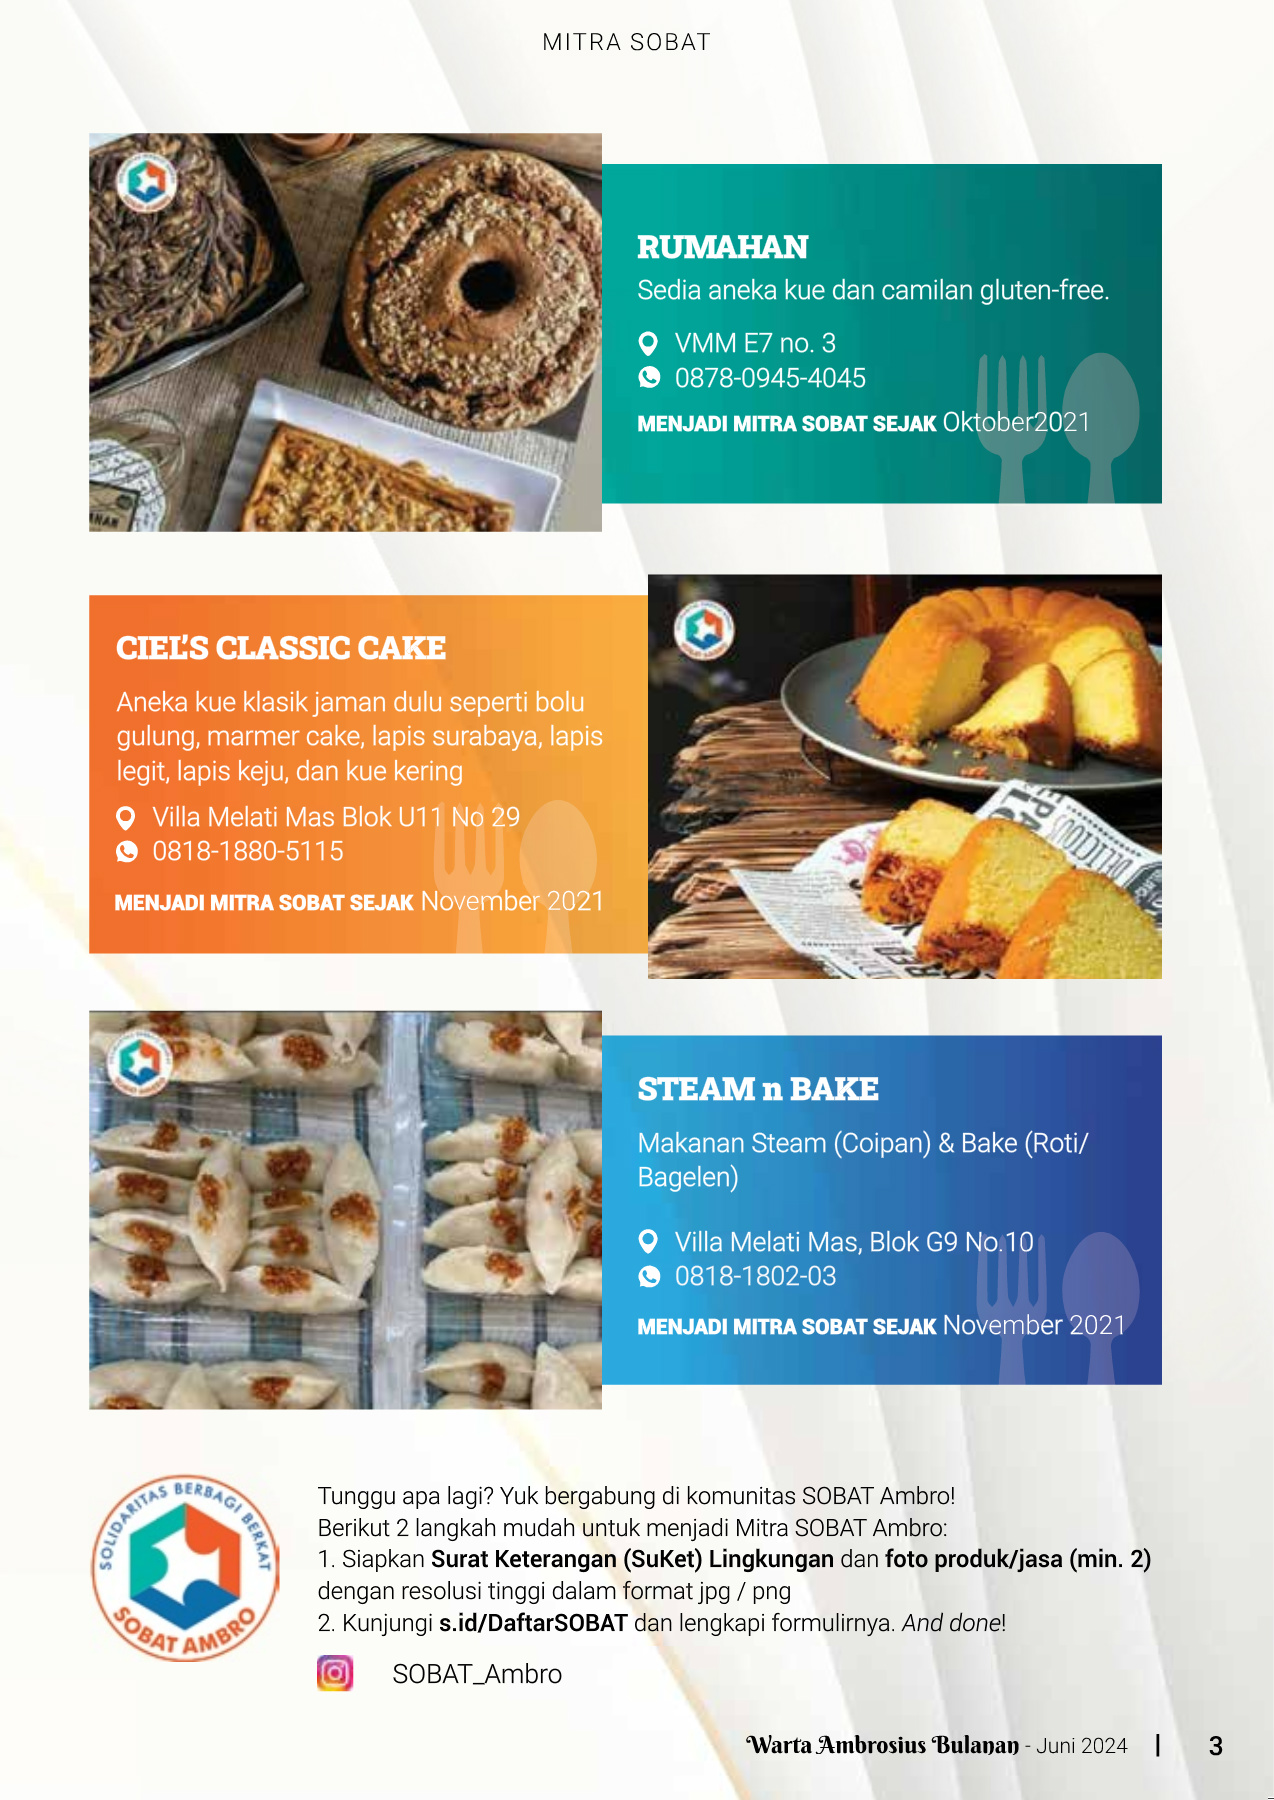 MITRA SOBAT
RUMAHAN
Sedia aneka kue dan camilan gluten-free.
VMM E7 no. 3
0878-0945-4045
MENJADI MITRA SOBAT SEJAK Oktober2021
CIEL'S CLASSIC CAKE
Aneka kue klasik jaman dulu seperti bolu
gulung, marmer cake, lapis surabaya, lapis
legit, lapis keju, dan kue kering
Villa Melati Mas Blok U11 No 29
0818-1880-5115
MENJADI MITRA SOBAT SEJAK November 2021
DELICIOUS
STEAM n BAKE
Makanan Steam (Coipan) & Bake (Roti/
Bagelen)
Villa Melati Mas, Blok G9 No.10
0818-1802-03
MENJADI MITRA SOBAT SEJAK November 2021
SOLIDARITAS BERBAGI BERKAT
SOBAT AMBRO
Tunggu apa lagi? Yuk bergabung di komunitas SOBAT Ambro!
Berikut 2 langkah mudah untuk menjadi Mitra SOBAT Ambro:
1. Siapkan Surat Keterangan (SuKet) Lingkungan dan foto produk/jasa (min. 2)
dengan resolusi tinggi dalam format jpg / png
2. Kunjungi s.id/DaftarSOBAT dan lengkapi formulirnya. And done!
SOBAT_Ambro
Warta Ambrosius Bulanan - Juni 2024 | 3